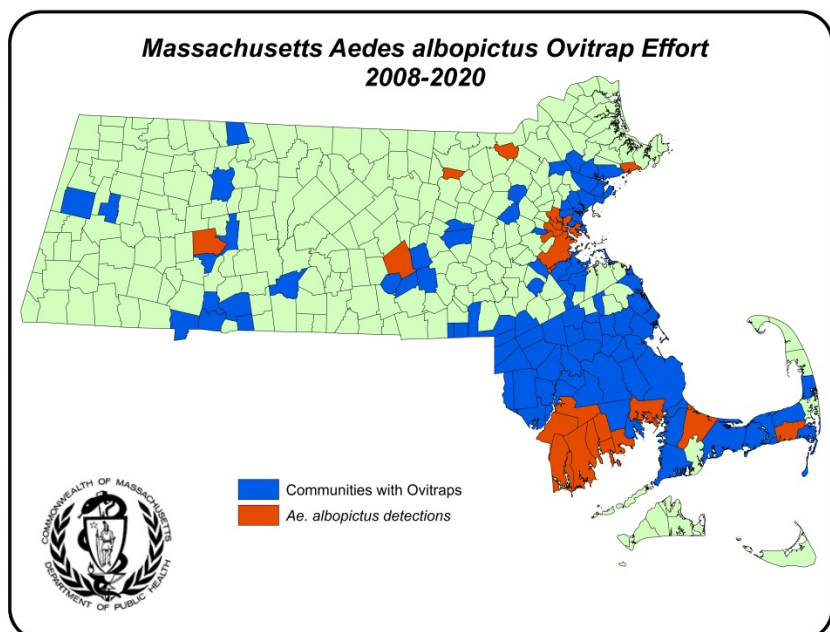 Massachusetts Aedes albopictus Ovitrap Effort
2008-2020
Communities with Ovitraps
Ae. albopictus detections
COMMONWEALTH OF MASSACHUSETTS
DEPARTMENT OF PUBLIC HEALTH